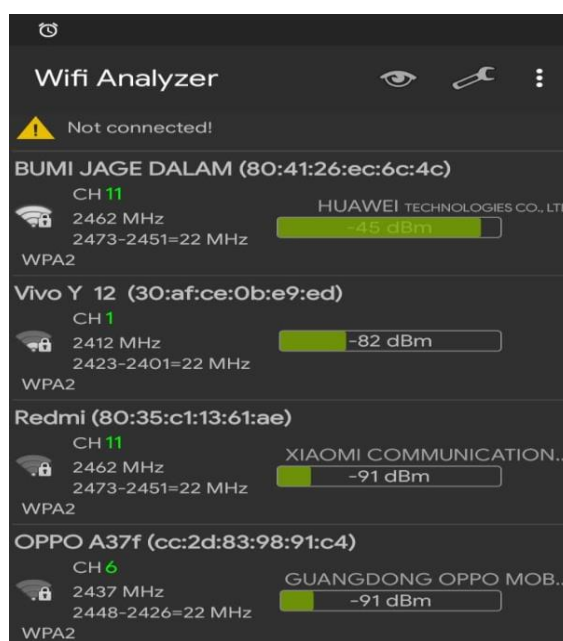 Wifi Analyzer
Not connected!
BUMI JAGE DALAM (80:41:26:ec:6c:4c)
CH 11
HUAWEI TECHNOLOGIES CO., LT
2462 MHz
-45 dBm
2473-2451=22 MHz
WPA2
Vivo Y 12 (30:af:ce:0b:e9:ed)
CH 1
2412 MHz
-82 dBm
2423-2401=22 MHz
WPA2
Redmi (80:35:c1:13:61:ae)
CH 11
XIAOMI COMMUNICATION..
2462 MHz
-91 dBm
2473-2451=22 MHz
WPA2
OPPO A37f (cc:2d:83:98:91:c4)
CH 6
GUANGDONG OPPO MOB..
2437 MHz
-91 dBm
2448-2426=22 MHz
WPA2